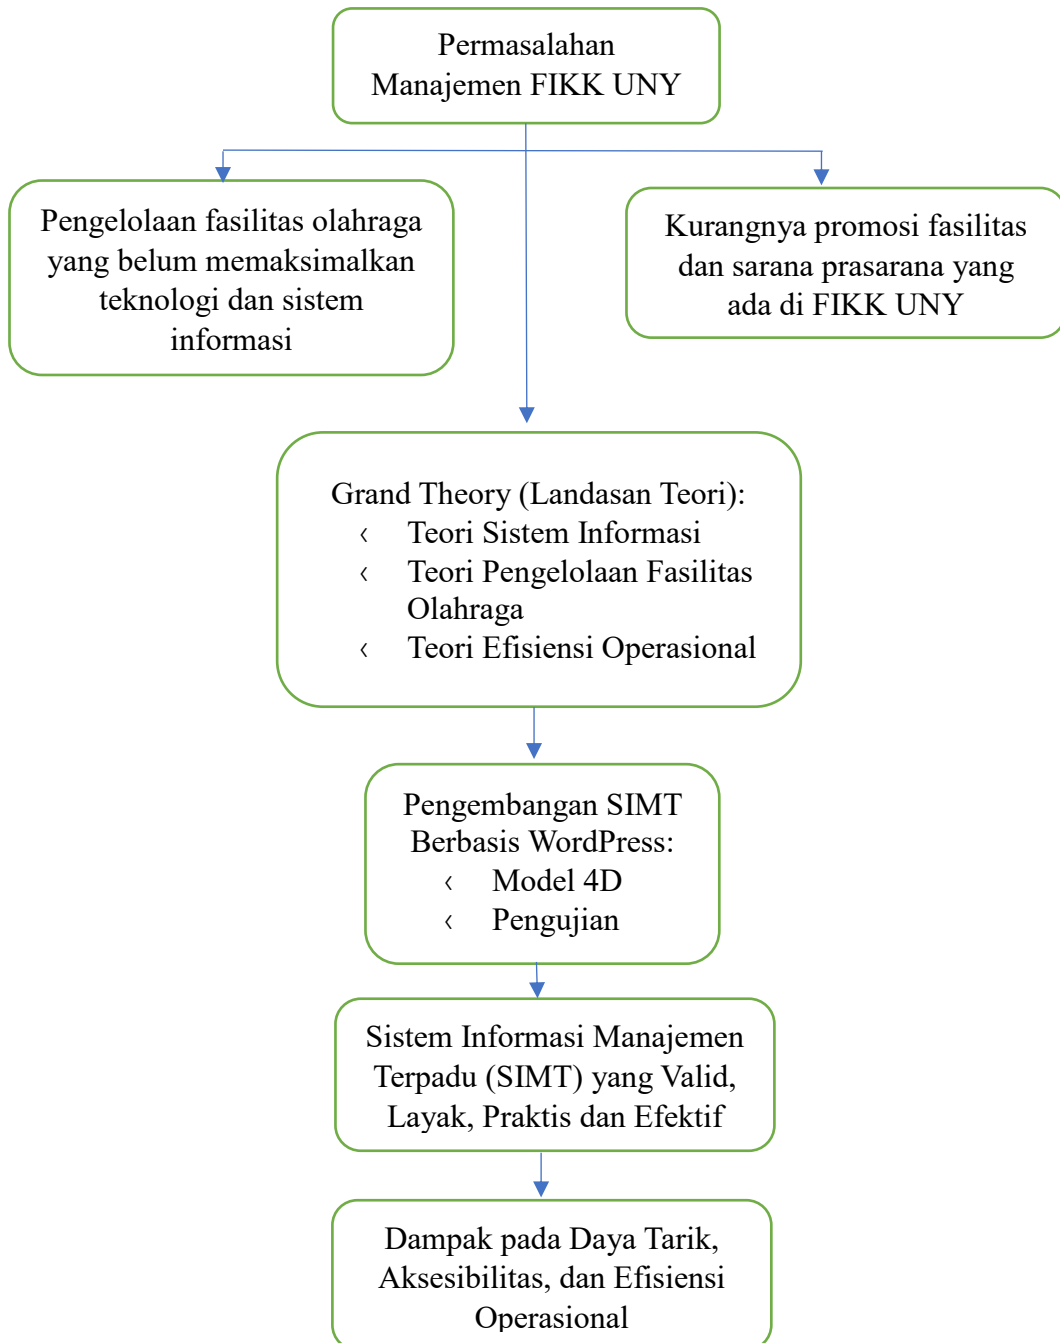 Permasalahan
Manajemen FIKK UNY
Pengelolaan fasilitas olahraga
yang belum memaksimalkan
teknologi dan sistem
informasi
Kurangnya promosi fasilitas
dan sarana prasarana yang
ada di FIKK UNY
Grand Theory (Landasan Teori):
‹ Teori Sistem Informasi
‹ Teori Pengelolaan Fasilitas
Olahraga
‹ Teori Efisiensi Operasional
Pengembangan SIMT
Berbasis WordPress:
‹ Model 4D
‹ Pengujian
Sistem Informasi Manajemen
Terpadu (SIMT) yang Valid,
Layak, Praktis dan Efektif
Dampak pada Daya Tarik,
Aksesibilitas, dan Efisiensi
Operasional